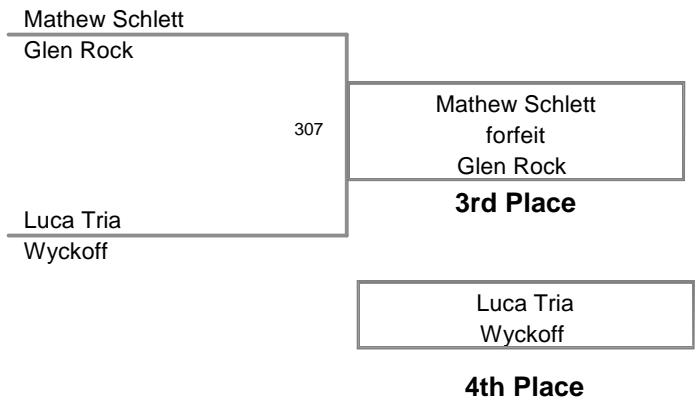 Mathew Schlett
Glen Rock
307
Mathew Schlett
forfeit
Glen Rock
3rd Place
Luca Tria
Wyckoff
Luca Tria
Wyckoff
4th Place